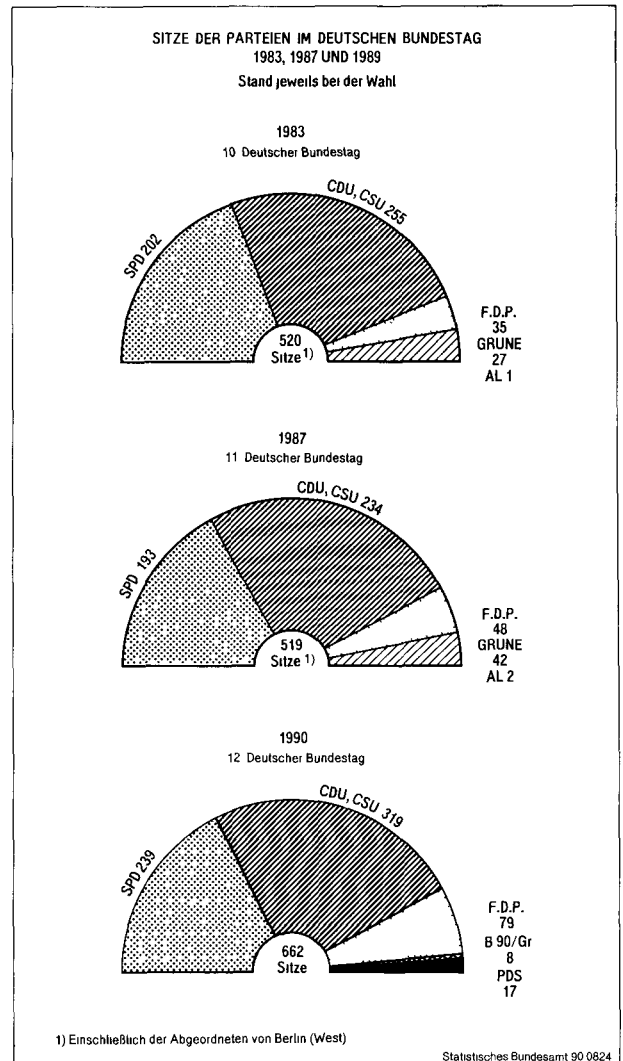 SITZE DER PARTEIEN IM DEUTSCHEN BUNDESTAG
1983, 1987 UND 1989
Stand jeweils bei der Wahl
1983
10 Deutscher Bundestag
SPD 202
CDU, CSU 255
F.D.P.
35
GRUNE
27
AL 1
520
Sitze 1)
1987
11 Deutscher Bundestag
SPD 193
CDU, CSU 234
F.D.P.
48
GRUNE
42
AL 2
519
Sitze 1)
1990
12 Deutscher Bundestag
SPD 239
CDU, CSU 319
F.D.P.
79
B 90/Gr
8
PDS
17
662
Sitze
1) Einschließlich der Abgeordneten von Berlin (West)
Statistisches Bundesamt 90 0824